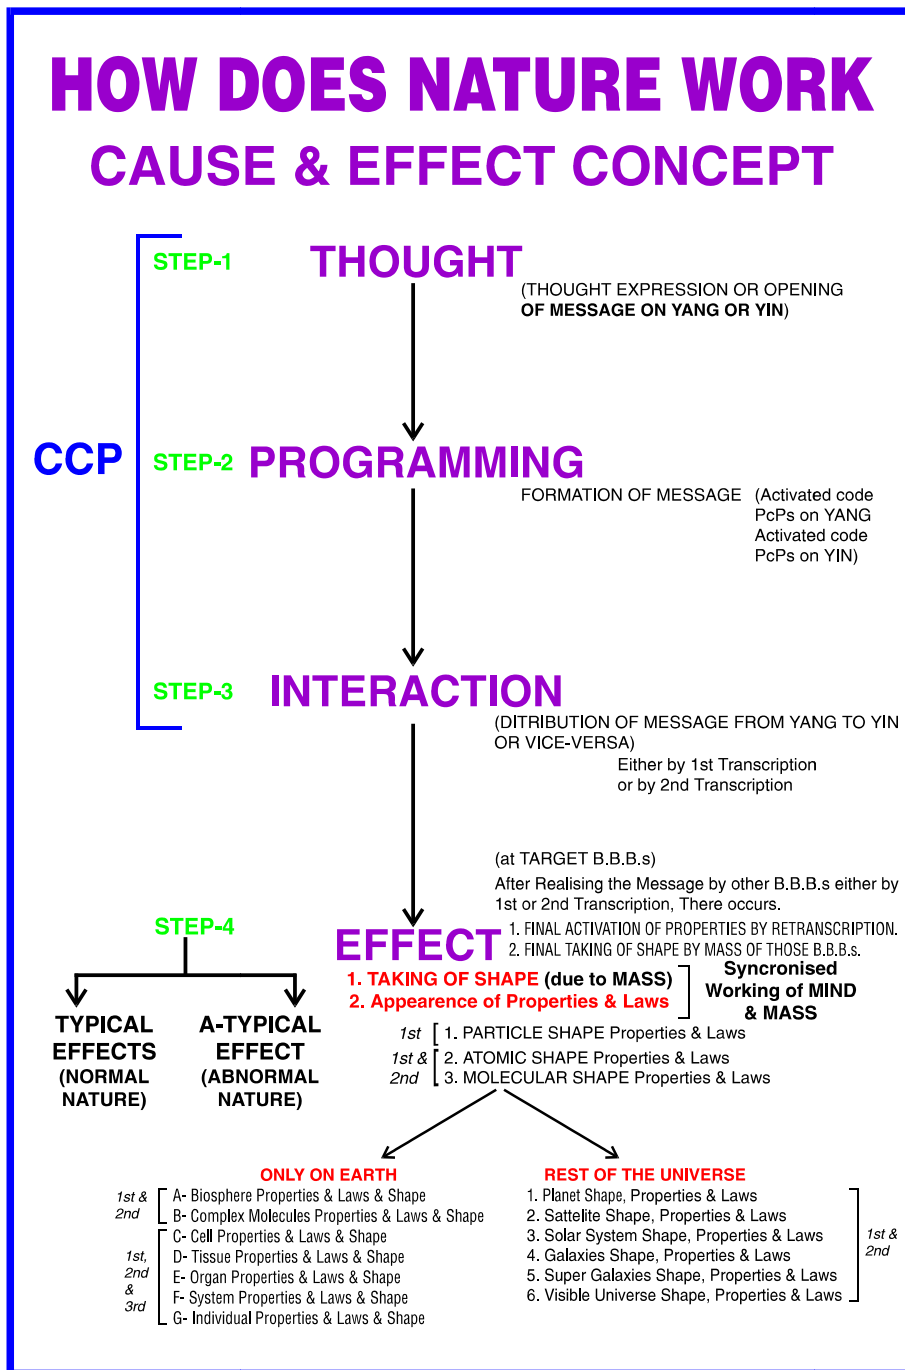 HOW DOES NATURE WORK
CAUSE & EFFECT CONCEPT
STEP-1
THOUGHT
(THOUGHT EXPRESSION OR OPENING
OF MESSAGE ON YANG OR YIN)
CCP
STEP-2
PROGRAMMING
FORMATION OF MESSAGE (Activated code
PcPs on YANG
Activated code
PcPs on YIN)
STEP-3
INTERACTION
(DITRIBUTION OF MESSAGE FROM YANG TO YIN
OR VICE-VERSA)
Either by 1st Transcription
or by 2nd Transcription
(at TARGET B.B.B.s)
After Realising the Message by other B.B.B.s either by
1st or 2nd Transcription, There occurs.
STEP-4
EFFECT
1. FINAL ACTIVATION OF PROPERTIES BY RETRANSCRIPTION.
2. FINAL TAKING OF SHAPE BY MASS OF THOSE B.B.B.s.
1. TAKING OF SHAPE (due to MASS)
2. Appearence of Properties & Laws
Syncronised
Working of MIND
& MASS
TYPICAL
EFFECTS
(NORMAL
NATURE)
A-TYPICAL
EFFECT
(ABNORMAL
NATURE)
1st
1. PARTICLE SHAPE Properties & Laws
1st &
2nd
2. ATOMIC SHAPE Properties & Laws
3. MOLECULAR SHAPE Properties & Laws
ONLY ON EARTH
1st &
2nd
A- Biosphere Properties & Laws & Shape
B- Complex Molecules Properties & Laws & Shape
1st,
2nd
&
3rd
C- Cell Properties & Laws & Shape
D- Tissue Properties & Laws & Shape
E- Organ Properties & Laws & Shape
F- System Properties & Laws & Shape
G- Individual Properties & Laws & Shape
REST OF THE UNIVERSE
1. Planet Shape, Properties & Laws
2. Sattelite Shape, Properties & Laws
3. Solar System Shape, Properties & Laws
4. Galaxies Shape, Properties & Laws
5. Super Galaxies Shape, Properties & Laws
6. Visible Universe Shape, Properties & Laws
1st &
2nd